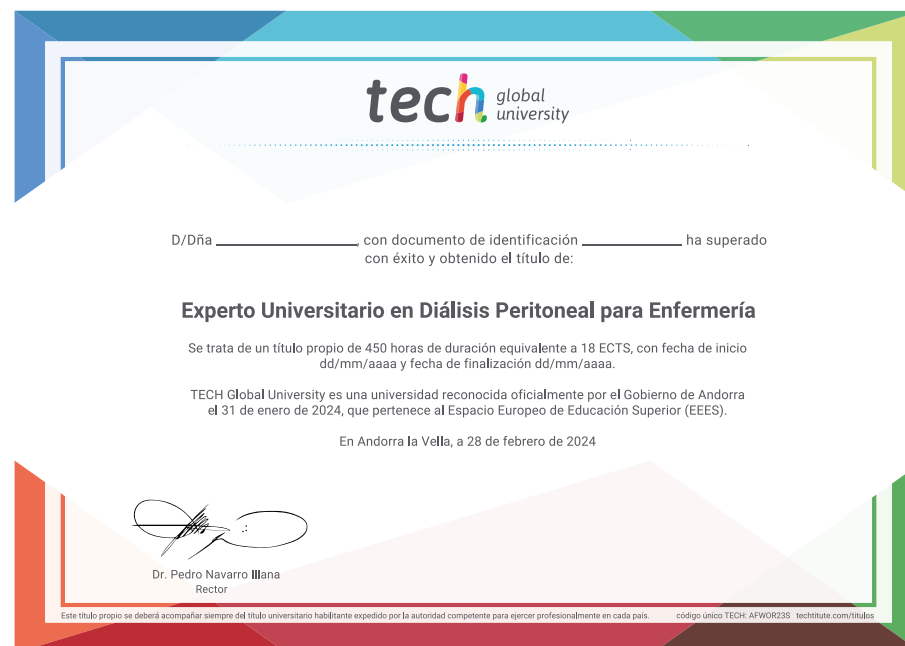 tech global university
D/Dña ______________, con documento de identificación __________ ha superado
con éxito y obtenido el título de:
Experto Universitario en Diálisis Peritoneal para Enfermería
Se trata de un título propio de 450 horas de duración equivalente a 18 ECTS, con fecha de inicio
dd/mm/aaaa y fecha de finalización dd/mm/aaaa.
TECH Global University es una universidad reconocida oficialmente por el Gobierno de Andorra
el 31 de enero de 2024, que pertenece al Espacio Europeo de Educación Superior (EEES).
En Andorra la Vella, a 28 de febrero de 2024
Dr. Pedro Navarro Illana
Rector
Este título propio se deberá acompañar siempre del título universitario habilitante expedido por la autoridad competente para ejercer profesionalmente en cada país. código único TECH: AFWOR23S techtitute.com/titulos